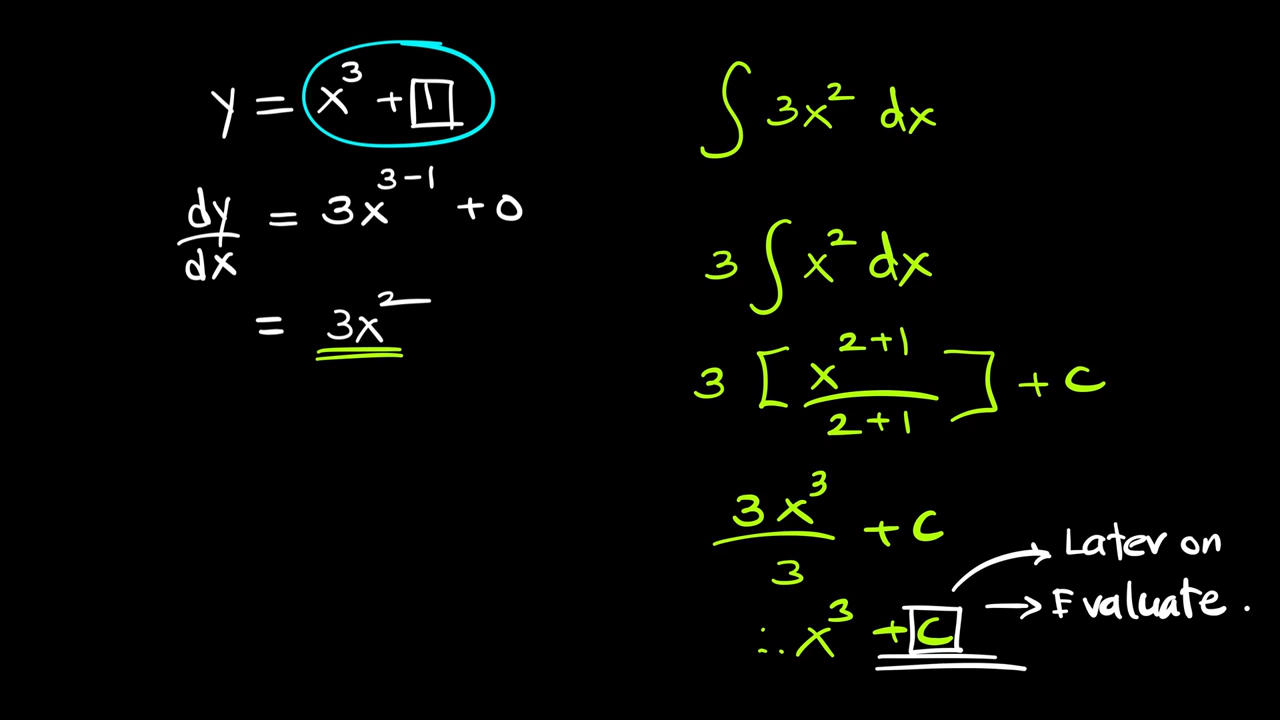 y = x³ + 1
dy/dx = 3x³⁻¹ + 0
= 3x²
∫ 3x² dx
3 ∫ x² dx
3 [ x²⁺¹ / 2+1 ] + C
3x³ / 3 + C
∴ x³ + C
Later on
Evaluate.